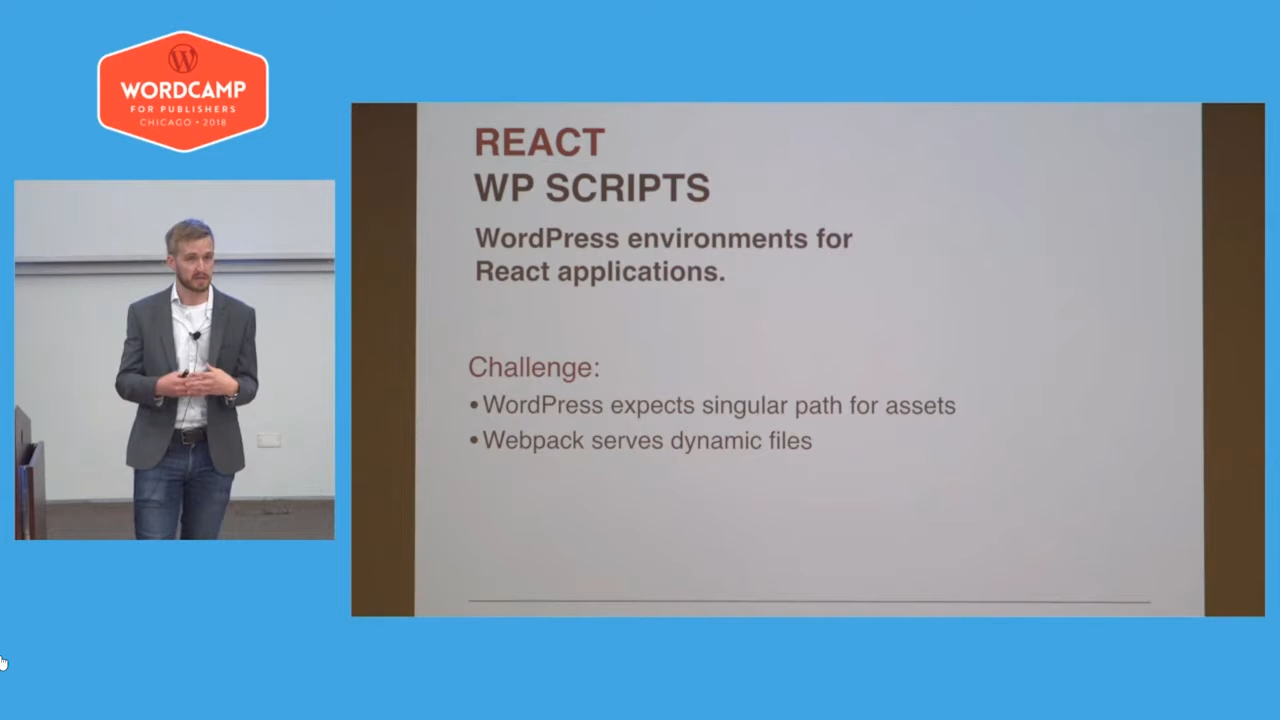 WORDCAMP
FOR PUBLISHERS
CHICAGO • 2018
REACT
WP SCRIPTS
WordPress environments for
React applications.
Challenge:
•WordPress expects singular path for assets
•Webpack serves dynamic files